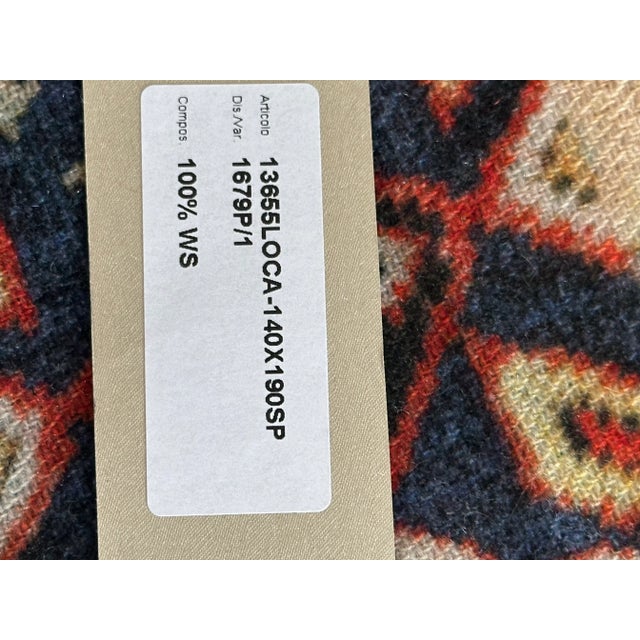 Articolo 13655LOCA-140X190SP
Dis./Var. 1679P/1
Compos. 100% WS